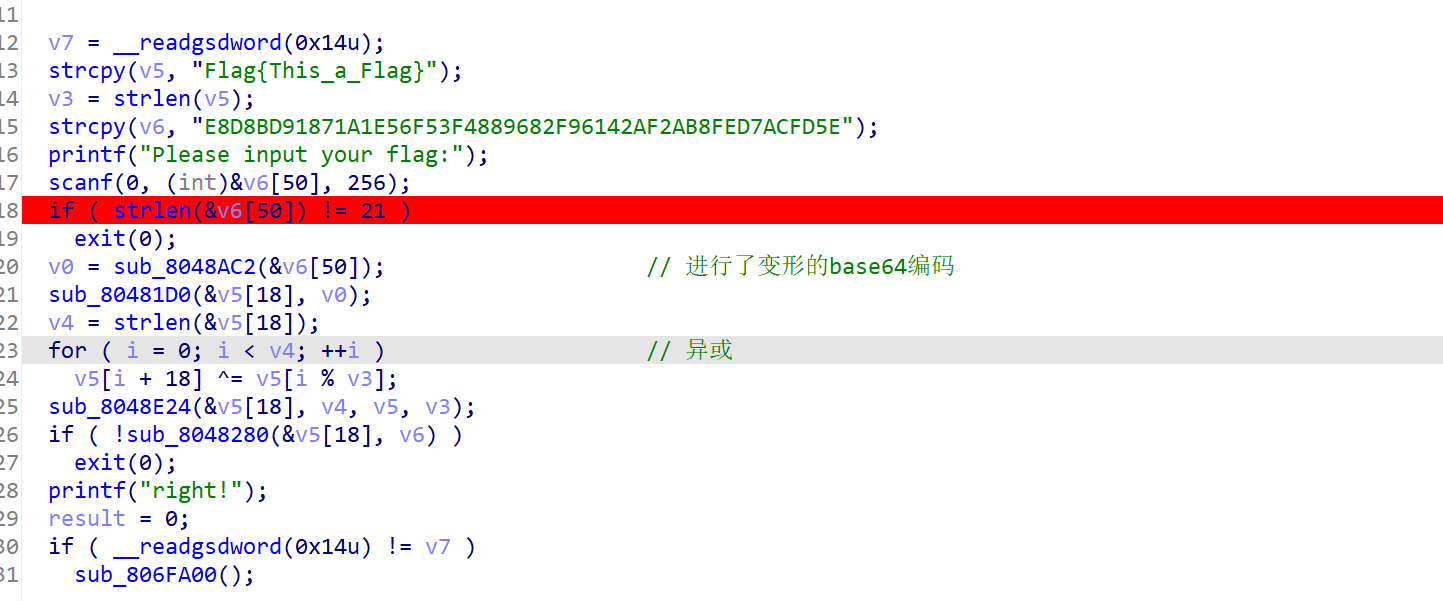 11
12 v7 = __readgsdword(0x14u);
13 strcpy(v5, "Flag{This_a_Flag}");
14 v3 = strlen(v5);
15 strcpy(v6, "E8D8BD91871A1E56F53F4889682F96142AF2AB8FED7ACFD5E");
16 printf("Please input your flag:");
17 scanf(0, (int)&v6[50], 256);
18 if ( strlen(&v6[50]) != 21 )
19 exit(0);
20 v0 = sub_8048AC2(&v6[50]); // 进行了变形的base64编码
21 sub_80481D0(&v5[18], v0);
22 v4 = strlen(&v5[18]);
23 for ( i = 0; i < v4; ++i ) // 异或
24 v5[i + 18] ^= v5[i % v3];
25 sub_8048E24(&v5[18], v4, v5, v3);
26 if ( !sub_8048280(&v5[18], v6) )
27 exit(0);
28 printf("right!");
29 result = 0;
30 if ( __readgsdword(0x14u) != v7 )
31 sub_806FA00();